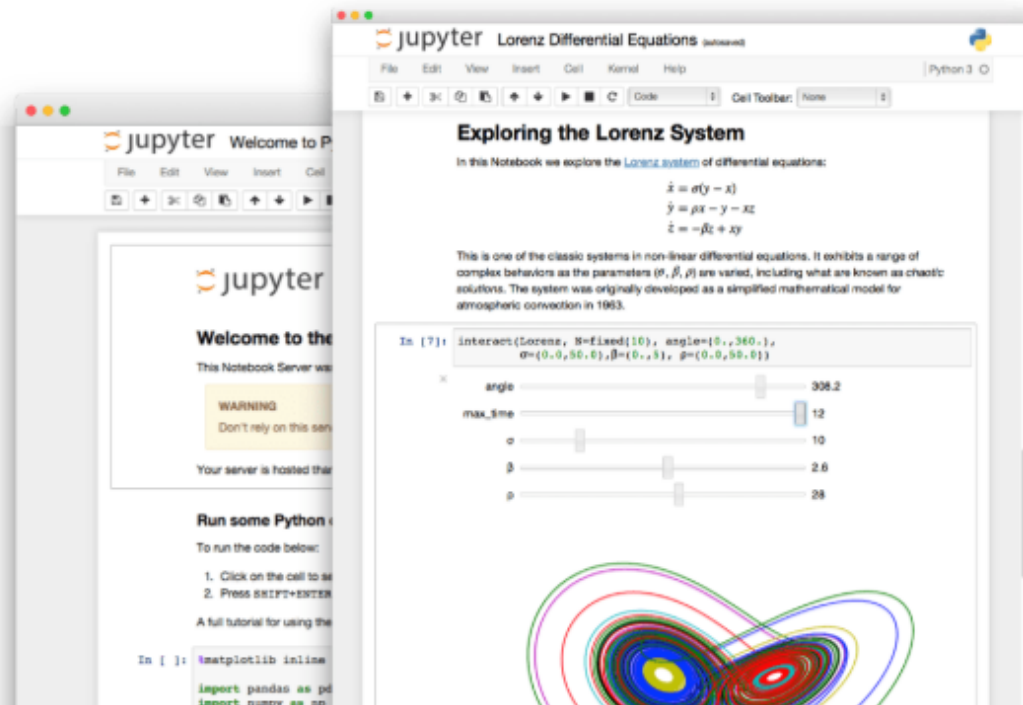 jupyter Lorenz Differential Equations (autosaved)
File Edit View Insert Cell Kernel Help Python 3
Code Cell Toolbar: None
Exploring the Lorenz System
In this Notebook we explore the Lorenz system of differential equations:
ẋ = σ(y − x)
ẏ = ρx − y − xz
ż = −βz + xy
This is one of the classic systems in non-linear differential equations. It exhibits a range of
complex behaviors as the parameters (σ, β, ρ) are varied, including what are known as chaotic
solutions. The system was originally developed as a simplified mathematical model for
atmospheric convection in 1963.
In [7]: interact(Lorenz, N=fixed(10), angle=(0.,360.),
σ=(0.0,50.0),β=(0.,5), ρ=(0.0,50.0))
angle 308.2
max_time 12
σ 10
β 2.6
ρ 28
jupyter Welcome to P
File Edit View Insert Cell
jupyter
Welcome to the
This Notebook Server was
WARNING
Don't rely on this serv
Your server is hosted than
Run some Python c
To run the code below:
1. Click on the cell to se
2. Press SHIFT+ENTER
A full tutorial for using the
In [ ]: %matplotlib inline
import pandas as pd
import numpy as np